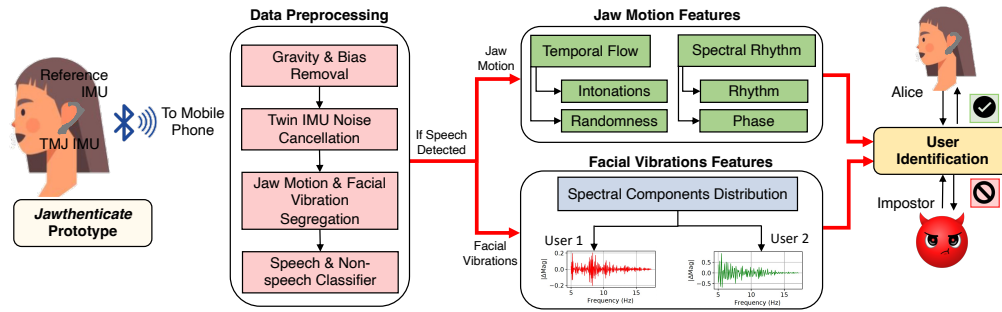 Reference
IMU
TMJ IMU
Jawthenticate
Prototype
To Mobile
Phone
Data Preprocessing
Gravity & Bias
Removal
Twin IMU Noise
Cancellation
Jaw Motion & Facial
Vibration
Segregation
Speech & Non-
speech Classifier
If Speech
Detected
Jaw
Motion
Facial
Vibrations
Jaw Motion Features
Temporal Flow
Intonations
Randomness
Spectral Rhythm
Rhythm
Phase
Facial Vibrations Features
Spectral Components Distribution
User 1
|ΔMag|
0.2
0.0
−0.2
5 10 15
Frequency (Hz)
User 2
|ΔMag|
0.5
0.0
−0.5
5 10 15
Frequency (Hz)
Alice
User
Identification
Impostor